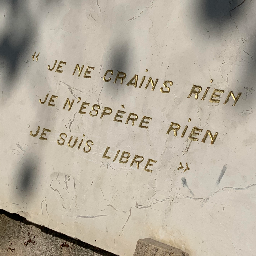 « JE NE CRAINS RIEN
JE N'ESPÈRE RIEN
JE SUIS LIBRE »